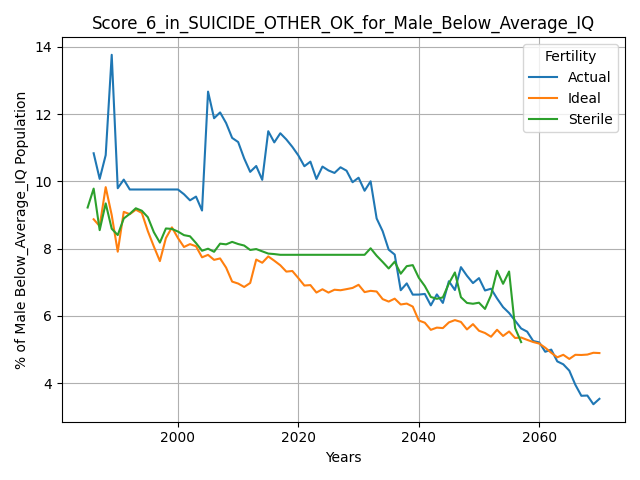 Score_6_in_SUICIDE_OTHER_OK_for_Male_Below_Average_IQ
Fertility
Actual
Ideal
Sterile
% of Male Below_Average_IQ Population
14
12
10
8
6
4
2000
2020
2040
2060
Years